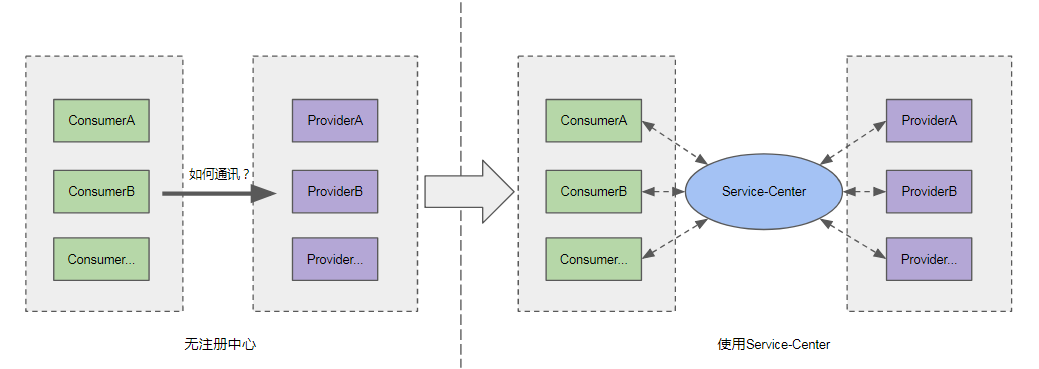 ConsumerA
ConsumerB
Consumer...
如何通讯？
ProviderA
ProviderB
Provider...
无注册中心
ConsumerA
ConsumerB
Consumer...
Service-Center
ProviderA
ProviderB
Provider...
使用Service-Center